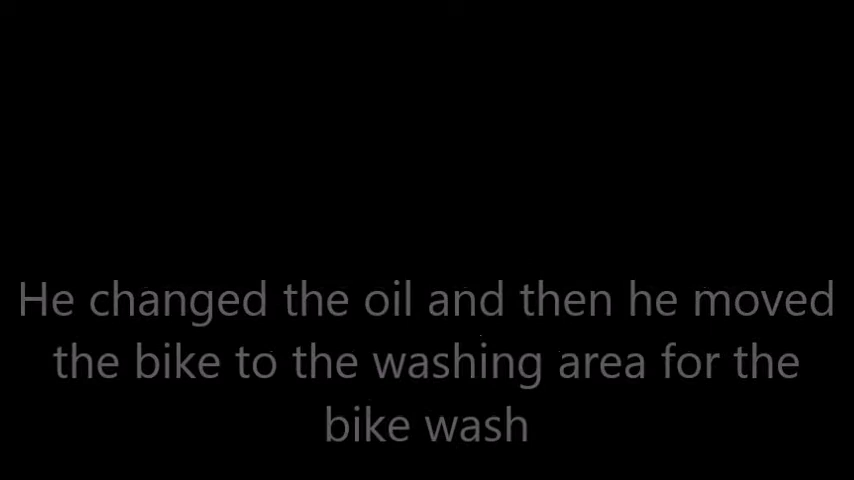 He changed the oil and then he moved
the bike to the washing area for the
bike wash